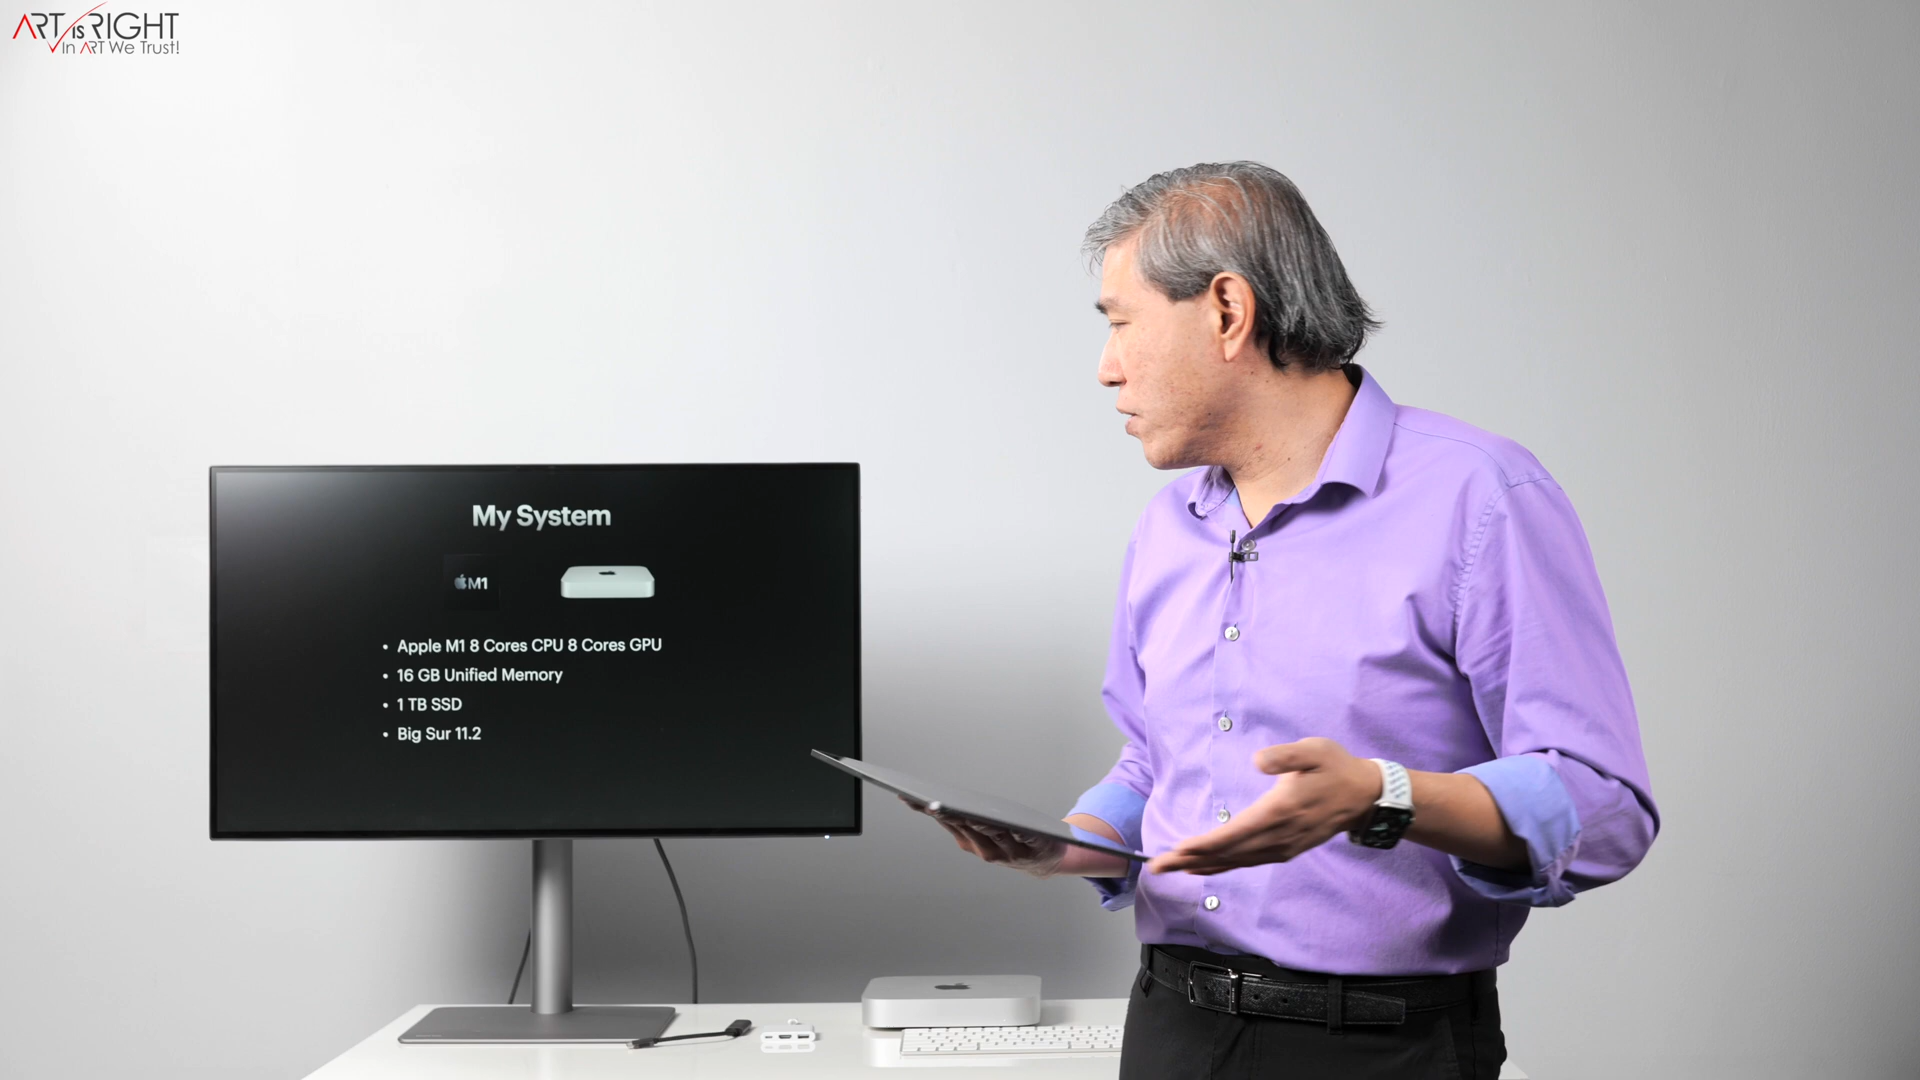 ART is RIGHT
In ART We Trust!
My System
M1
• Apple M1 8 Cores CPU 8 Cores GPU
• 16 GB Unified Memory
• 1 TB SSD
• Big Sur 11.2